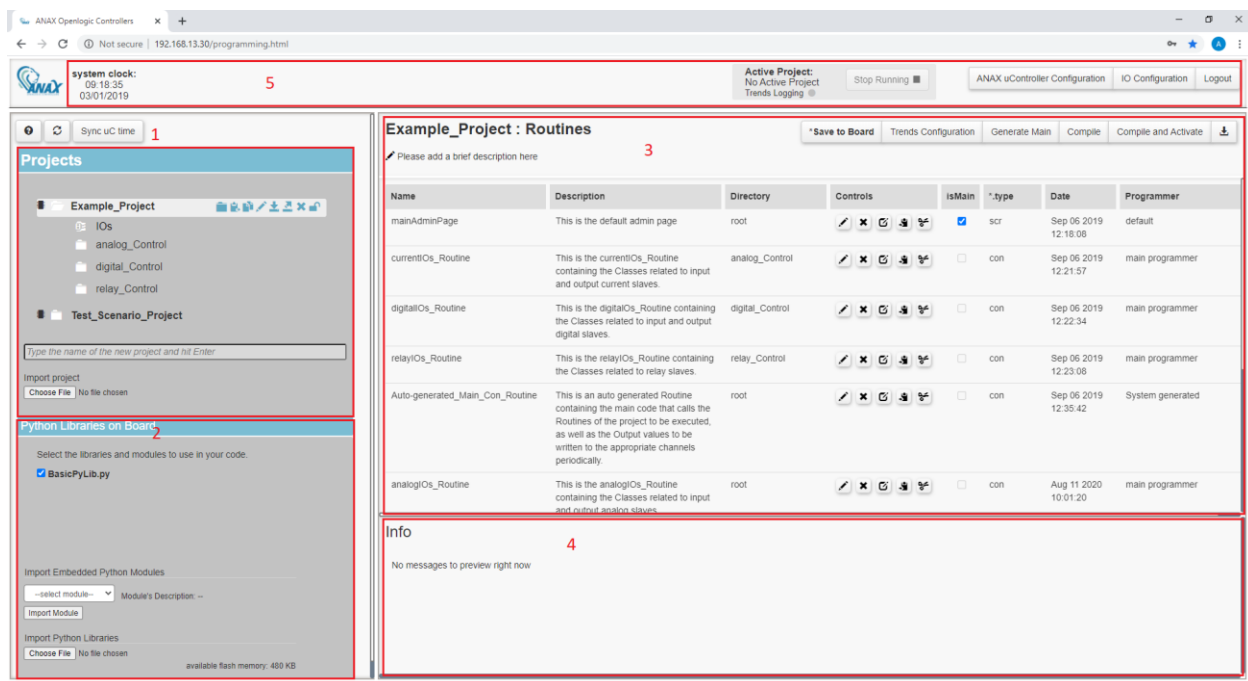 ANAX Openlogic Controllers
Not secure | 192.168.13.30/programming.html
A
ANAX
system clock:
09:18:35
03/01/2019
5
Active Project:
No Active Project
Trends Logging
Stop Running
ANAX uController Configuration
IO Configuration
Logout
Sync uC time
1
Projects
Example_Project
IOs
analog_Control
digital_Control
relay_Control
Test_Scenario_Project
Type the name of the new project and hit Enter
Import project
Choose File No file chosen
Python Libraries on Board
2
Select the libraries and modules to use in your code.
BasicPyLib.py
Import Embedded Python Modules
--select module-- Module's Description: --
Import Module
Import Python Libraries
Choose File No file chosen
available flash memory: 480 KB
Example_Project : Routines
3
*Save to Board
Trends Configuration
Generate Main
Compile
Compile and Activate
Please add a brief description here
Name Description Directory Controls isMain *.type Date Programmer
mainAdminPage This is the default admin page root scr Sep 06 2019 default
12:18:08
currentIOs_Routine This is the currentIOs_Routine analog_Control con Sep 06 2019 main programmer
containing the Classes related to input 12:21:57
and output current slaves.
digitalIOs_Routine This is the digitalOs_Routine containing digital_Control con Sep 06 2019 main programmer
the Classes related to input and output 12:22:34
digital slaves.
relayIOs_Routine This is the relayIOs_Routine containing relay_Control con Sep 06 2019 main programmer
the Classes related to relay slaves. 12:23:08
Auto-generated_Main_Con_Routine This is an auto generated Routine root con Sep 06 2019 System generated
containing the main code that calls the 12:35:42
Routines of the project to be executed,
as well as the Output values to be
written to the appropriate channels
periodically.
analogIOs_Routine This is the analogIOs_Routine root con Aug 11 2020 main programmer
containing the Classes related to input 10:01:20
and output analog slaves.
Info
4
No messages to preview right now